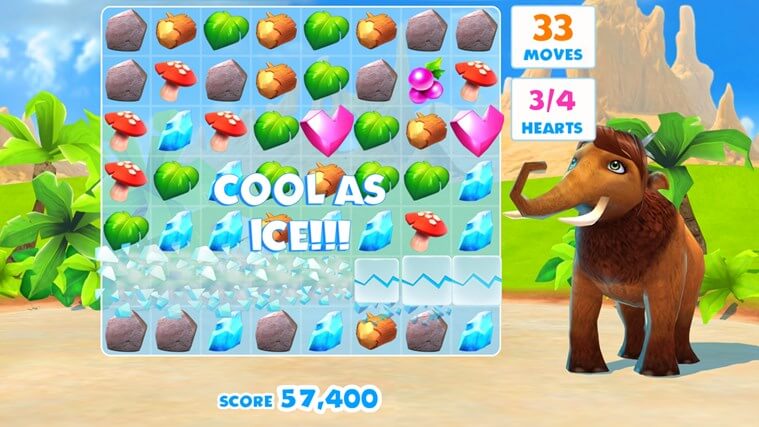 33
MOVES
3/4
HEARTS
COOL AS
ICE!!!
SCORE 57,400